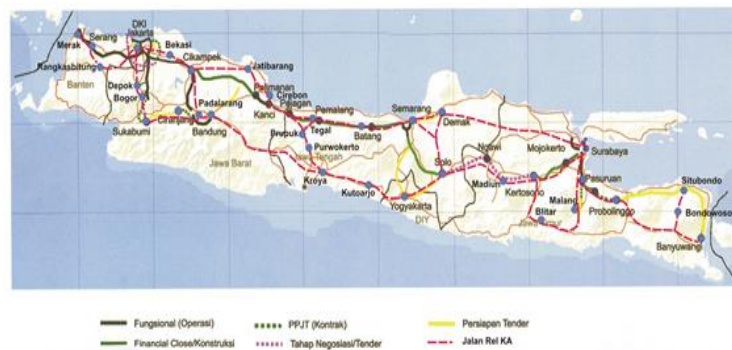 DKI
Jakarta
Serang
Merak
Bekasi
Cikampek
Rangkasbitung
Jatibarang
Banten
Depok
Bogor
Padalarang
Palimanan
Cirebon
Pejagan
Kanci
Pemalang
Semarang
Sukabumi
Ciranjang
Bandung
Tegal
Batang
Demak
Purwokerto
Jawa Tengah
Jawa Barat
Solo
Ngawi
Mojokerto
Surabaya
Kroya
Kutoarjo
Yogyakarta
DIY
Madiun
Kertosono
Pasuruan
Situbondo
Malang
Blitar
Probolinggo
Bondowoso
Banyuwangi
Fungsional (Operasi)
PPJT (Kontrak)
Persiapan Tender
Financial Close/Konstruksi
Tahap Negosiasi/Tender
Jalan Rel KA